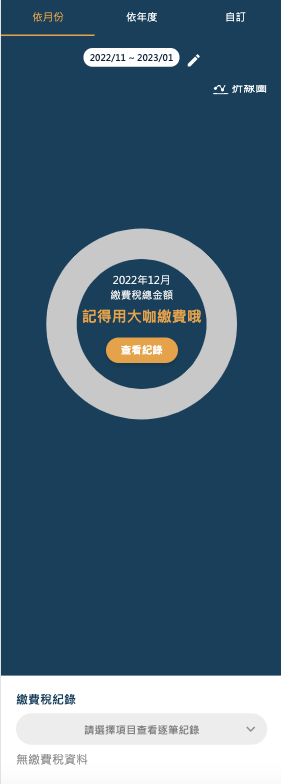 依月份
依年度
自訂
2022/11 ~ 2023/01
折線圖
2022年12月
繳費稅總金額
記得用大咖繳費哦
查看紀錄
繳費稅紀錄
請選擇項目查看逐筆紀錄
無繳費稅資料